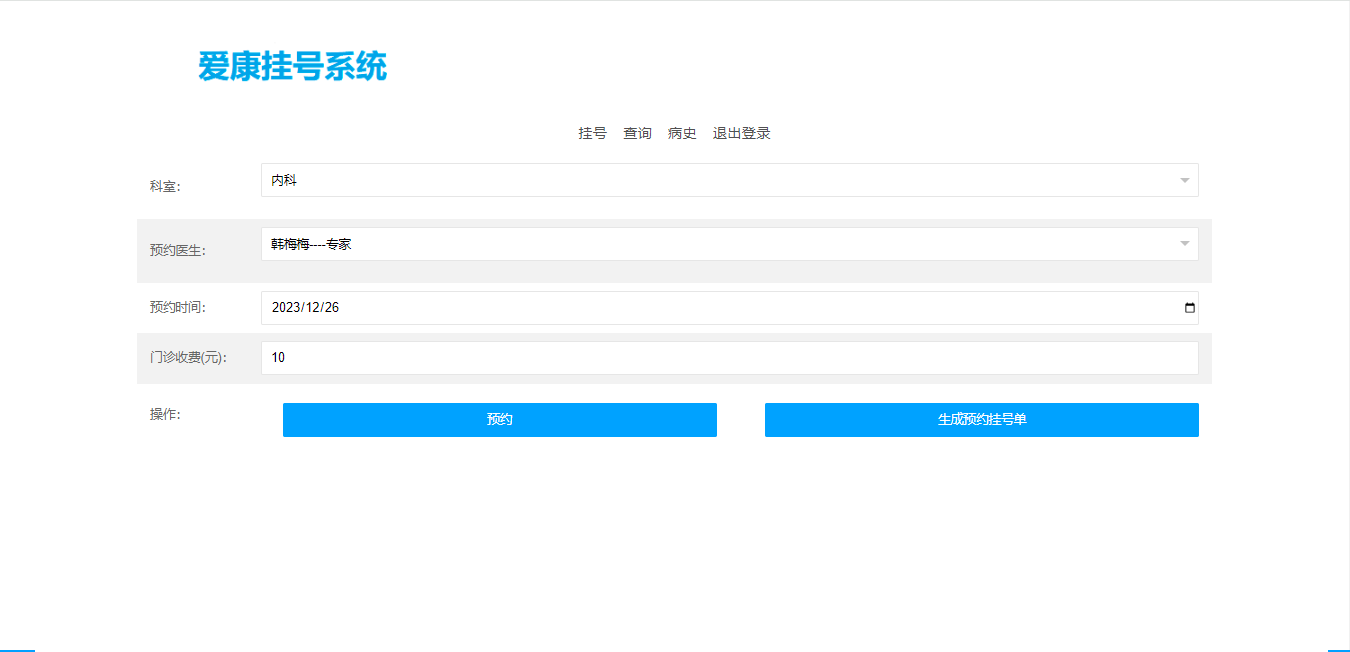 爱康挂号系统
挂号 查询 病史 退出登录
科室: 内科
预约医生: 韩梅梅----专家
预约时间: 2023/12/26
门诊收费(元): 10
操作: 预约 生成预约挂号单